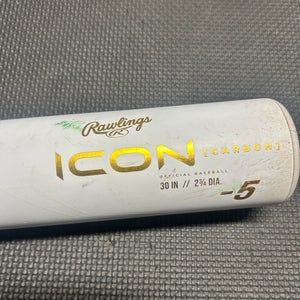 Rawlings
R
ICON [CARBON]
OFFICIAL BASEBALL
30 IN // 2¾ DIA.
-5